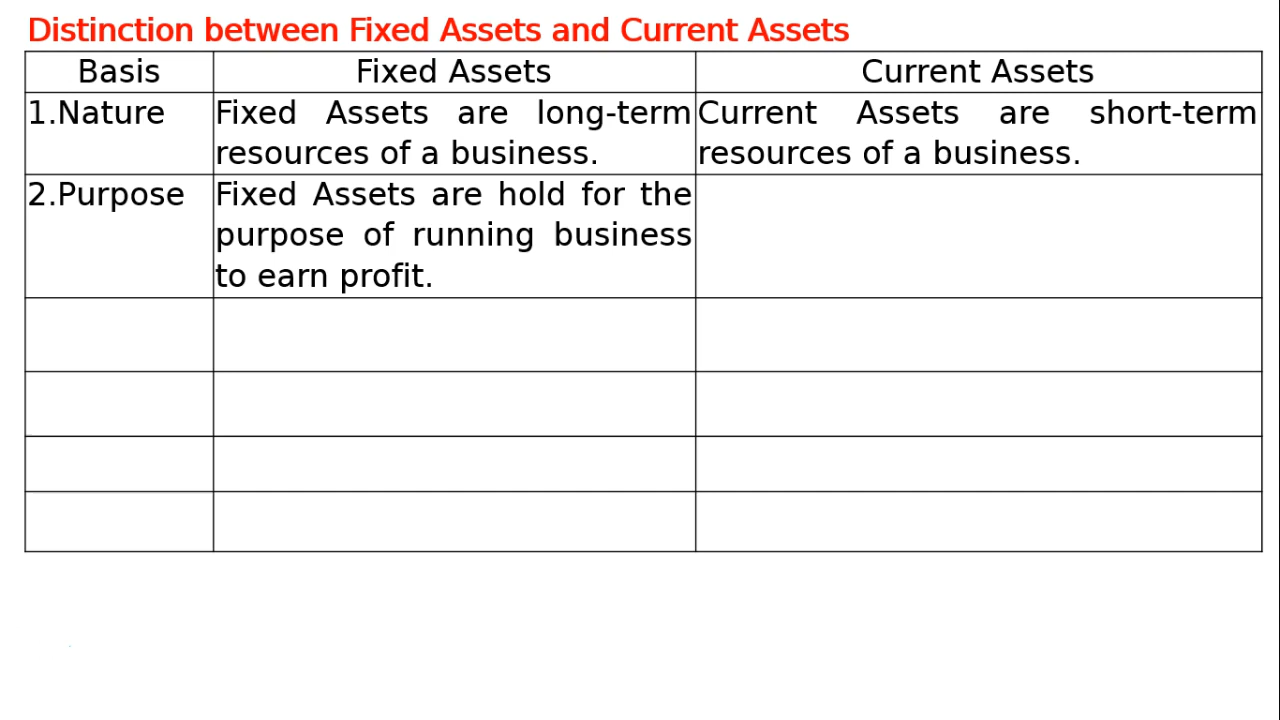 Distinction between Fixed Assets and Current Assets
Basis Fixed Assets Current Assets
1.Nature Fixed Assets are long-term Current Assets are short-term
resources of a business. resources of a business.
2.Purpose Fixed Assets are hold for the
purpose of running business
to earn profit.